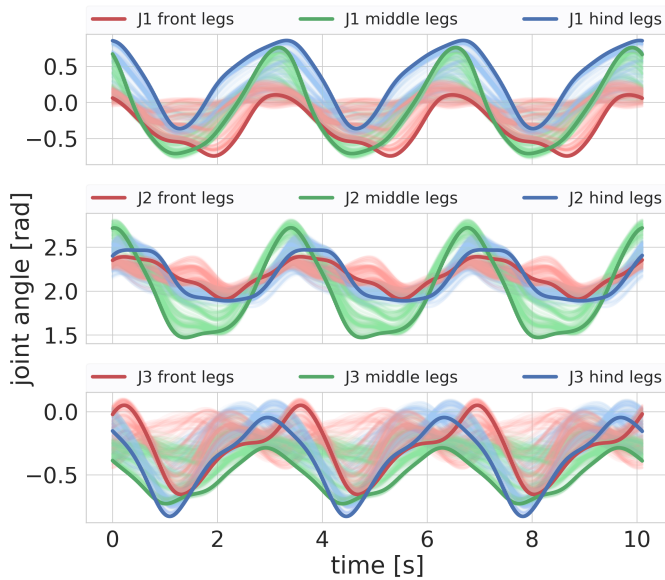 J1 front legs J1 middle legs J1 hind legs
0.5
0.0
−0.5
J2 front legs J2 middle legs J2 hind legs
2.5
2.0
1.5
joint angle [rad]
J3 front legs J3 middle legs J3 hind legs
0.0
−0.5
0 2 4 6 8 10
time [s]